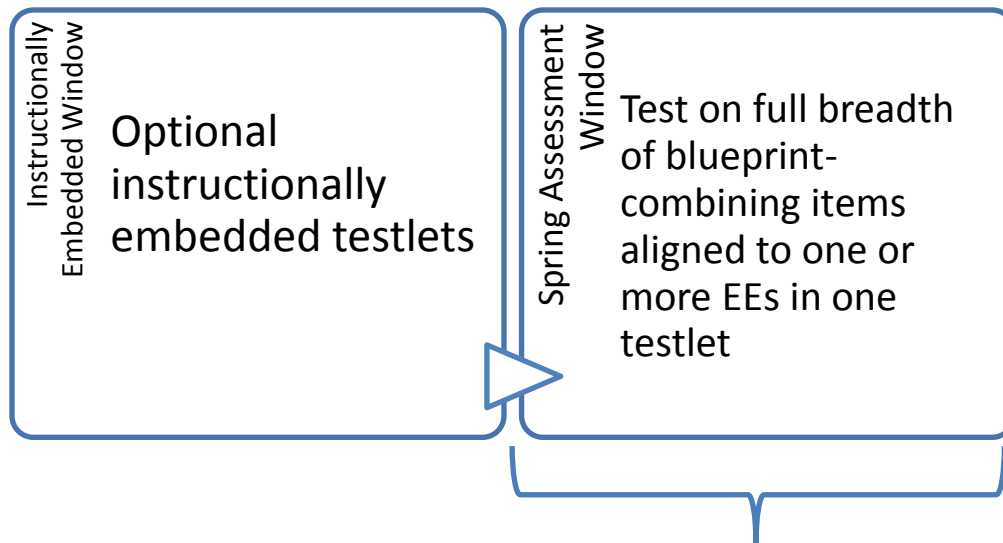 Instructionally
Embedded Window
Optional
instructionally
embedded testlets
Spring Assessment
Window
Test on full breadth
of blueprint-
combining items
aligned to one or
more EEs in one
testlet